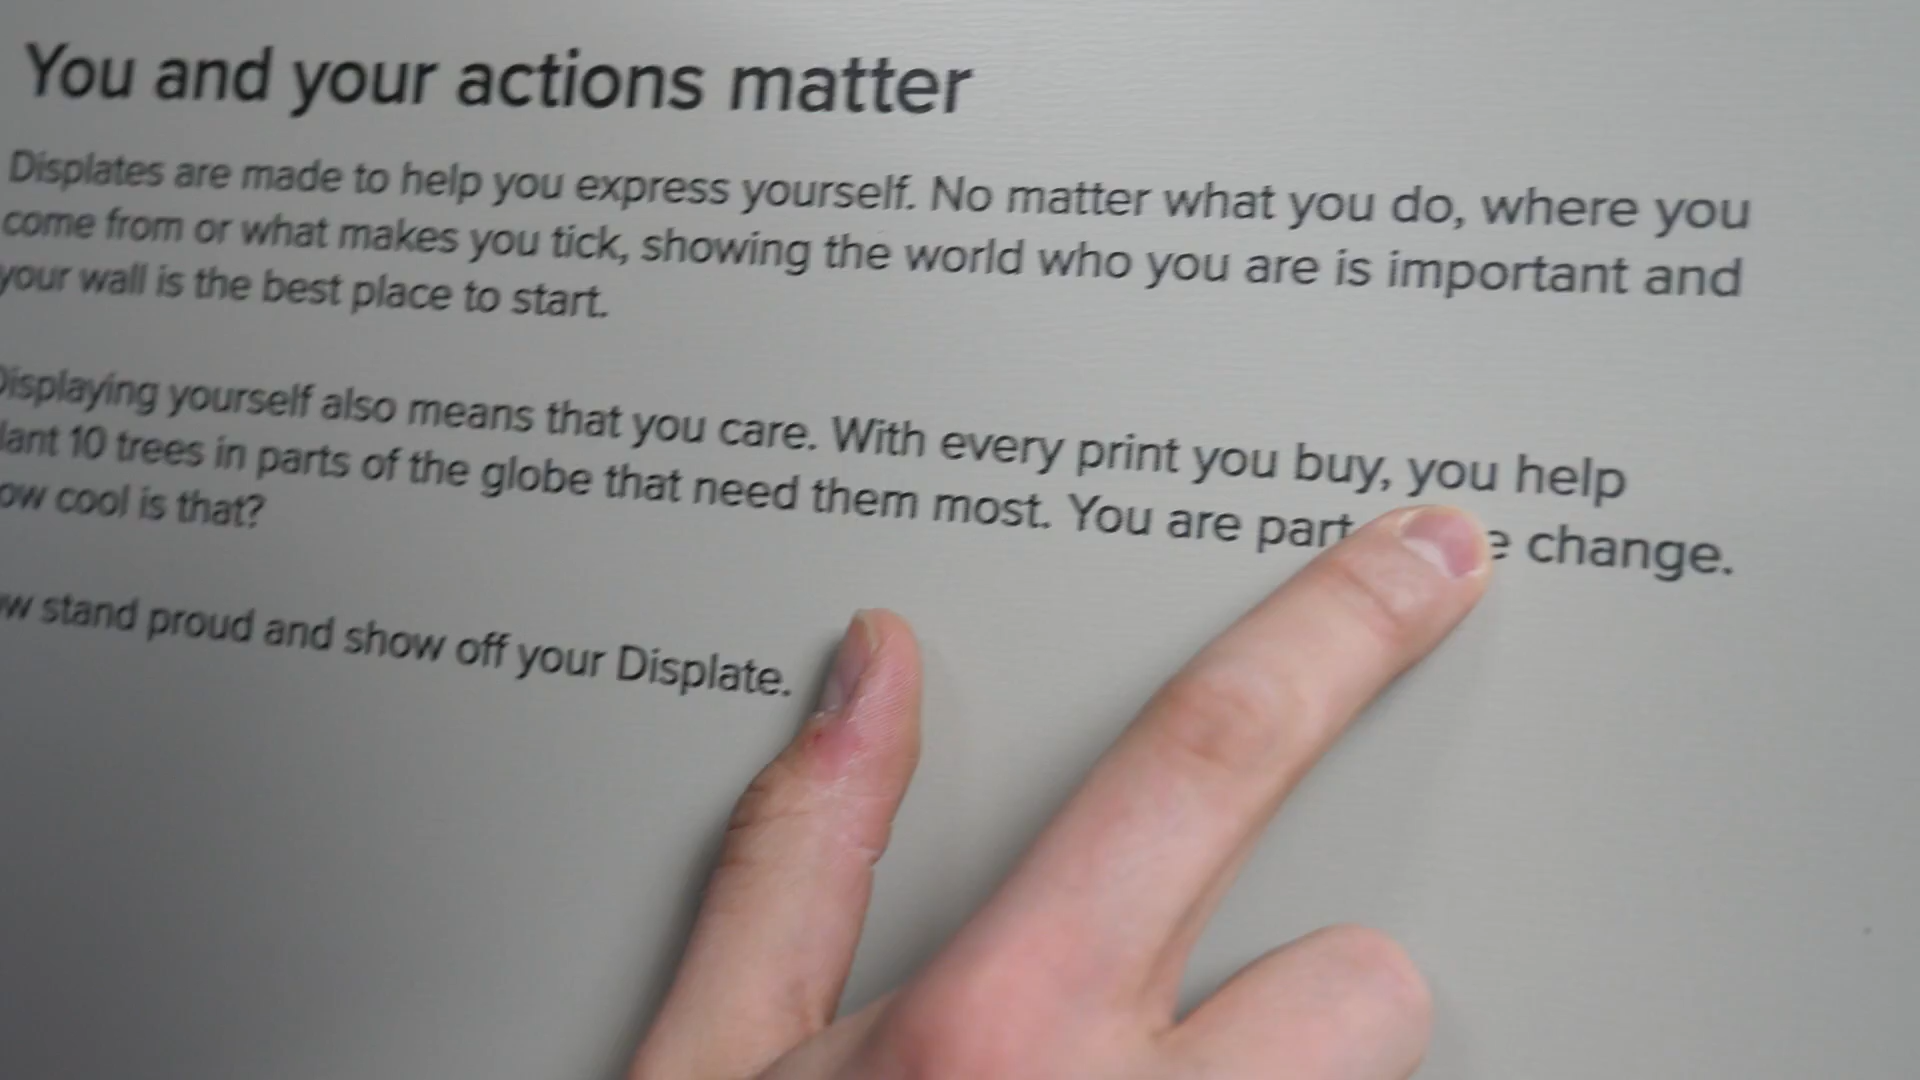 You and your actions matter
Displates are made to help you express yourself. No matter what you do, where you
come from or what makes you tick, showing the world who you are is important and
your wall is the best place to start.
Displaying yourself also means that you care. With every print you buy, you help
lant 10 trees in parts of the globe that need them most. You are part e change.
ow cool is that?
ow stand proud and show off your Displate.